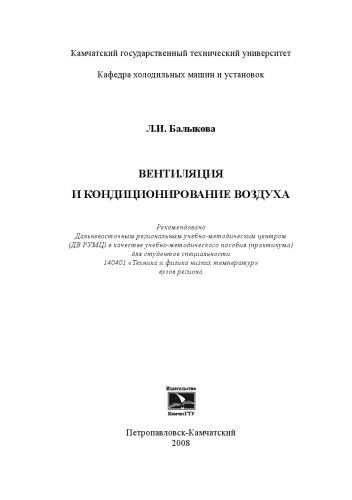 Камчатский государственный технический университет
Кафедра холодильных машин и установок
Л.И. Балыкова
ВЕНТИЛЯЦИЯ
И КОНДИЦИОНИРОВАНИЕ ВОЗДУХА
Рекомендовано
Дальневосточным региональным учебно-методическим центром
(ДВ РУМЦ) в качестве учебно-методического пособия (практикума)
для студентов специальности
140401 «Техника и физика низких температур»
вузов региона
Издательство
КамчатГТУ
Петропавловск-Камчатский
2008